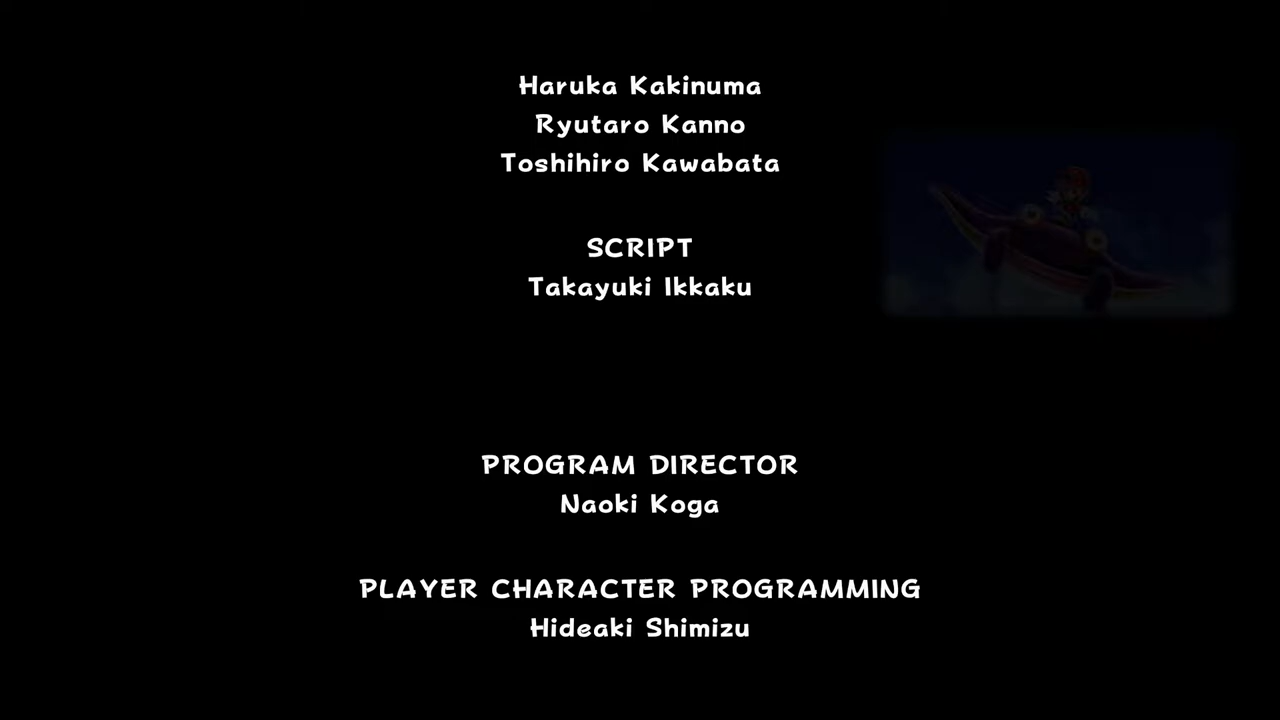 Haruka Kakinuma
Ryutaro Kanno
Toshihiro Kawabata
SCRIPT
Takayuki Ikkaku
PROGRAM DIRECTOR
Naoki Koga
PLAYER CHARACTER PROGRAMMING
Hideaki Shimizu